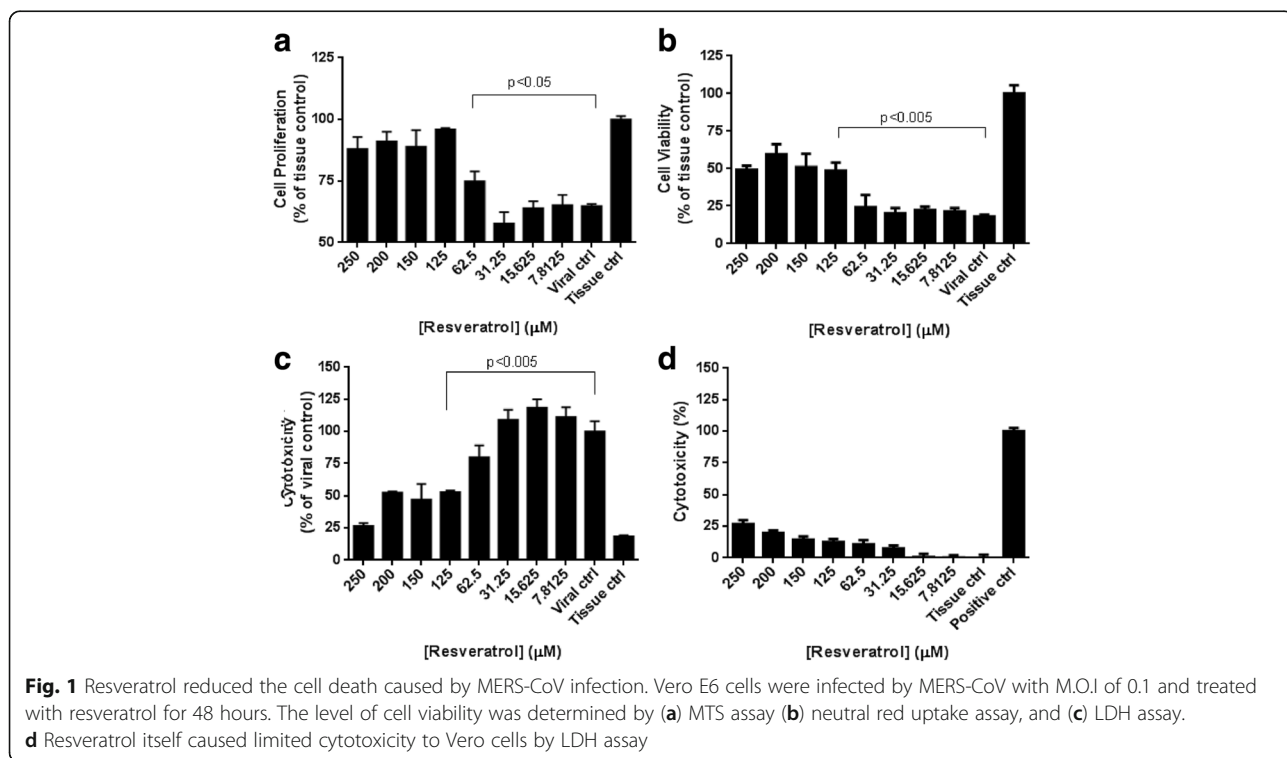 a
125
100
75
50
Cell Proliferation
(% of tissue control)
p<0.05
250
200
150
125
62.5
31.25
15.625
7.8125
Viral ctrl
Tissue ctrl
[Resveratrol] (μM)
b
125
100
75
50
25
0
Cell Viability
(% of tissue control)
p<0.005
250
200
150
125
62.5
31.25
15.625
7.8125
Viral ctrl
Tissue ctrl
[Resveratrol] (μM)
c
150
125
100
75
50
25
0
Cytotoxicity
(% of viral control)
p<0.005
250
200
150
125
62.5
31.25
15.625
7.8125
Viral ctrl
Tissue ctrl
[Resveratrol] (μM)
d
150
125
100
75
50
25
0
Cytotoxicity (%)
250
200
150
125
62.5
31.25
15.625
7.8125
Tissue ctrl
Positive ctrl
[Resveratrol] (μM)
Fig. 1 Resveratrol reduced the cell death caused by MERS-CoV infection. Vero E6 cells were infected by MERS-CoV with M.O.I of 0.1 and treated
with resveratrol for 48 hours. The level of cell viability was determined by (a) MTS assay (b) neutral red uptake assay, and (c) LDH assay.
d Resveratrol itself caused limited cytotoxicity to Vero cells by LDH assay